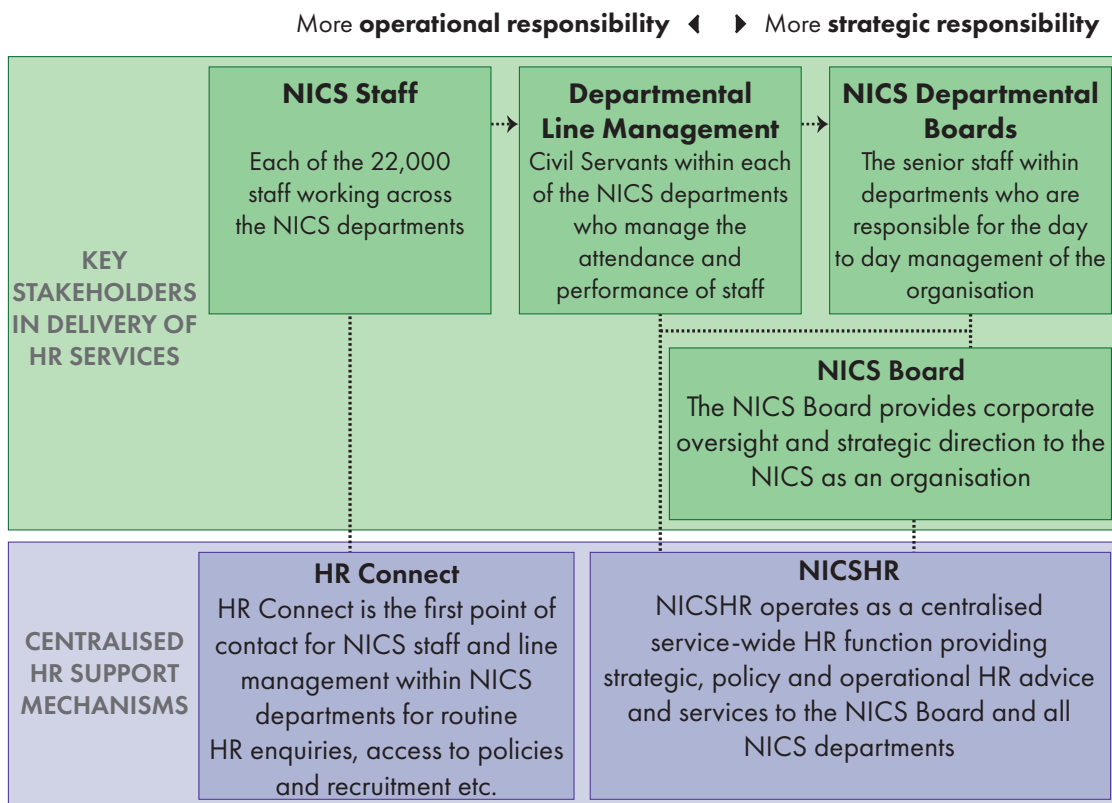 More operational responsibility ◀ ▶ More strategic responsibility
KEY
STAKEHOLDERS
IN DELIVERY OF
HR SERVICES
NICS Staff
Each of the 22,000
staff working across
the NICS departments
Departmental
Line Management
Civil Servants within each
of the NICS departments
who manage the
attendance and
performance of staff
NICS Departmental
Boards
The senior staff within
departments who are
responsible for the day
to day management of the
organisation
NICS Board
The NICS Board provides corporate
oversight and strategic direction to the
NICS as an organisation
CENTRALISED
HR SUPPORT
MECHANISMS
HR Connect
HR Connect is the first point of
contact for NICS staff and line
management within NICS
departments for routine
HR enquiries, access to policies
and recruitment etc.
NICSHR
NICSHR operates as a centralised
service-wide HR function providing
strategic, policy and operational HR advice
and services to the NICS Board and all
NICS departments